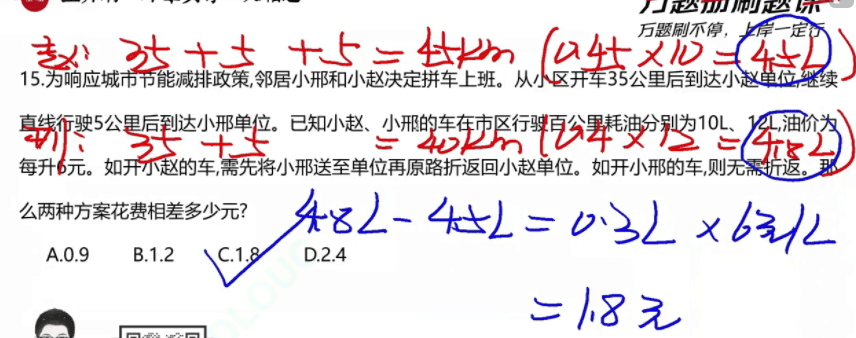 万题刷不停，上岸一定行
赵: 35 + 5 + 5 = 45km (0.45 × 10 = 4.5L)
15.为响应城市节能减排政策,邻居小邢和小赵决定拼车上班。从小区开车35公里后到达小赵单位,继续
直线行驶5公里后到达小邢单位。已知小赵、小邢的车在市区行驶百公里耗油分别为10L、12L,油价为
邢: 35 + 5 = 40km (0.4 × 12 = 4.8L)
每升6元。如开小赵的车,需先将小邢送至单位再原路折返回小赵单位。如开小邢的车,则无需折返。那
么两种方案花费相差多少元?
4.8L - 4.5L = 0.3L × 6元/L
A.0.9 B.1.2 C.1.8 D.2.4
= 1.8元